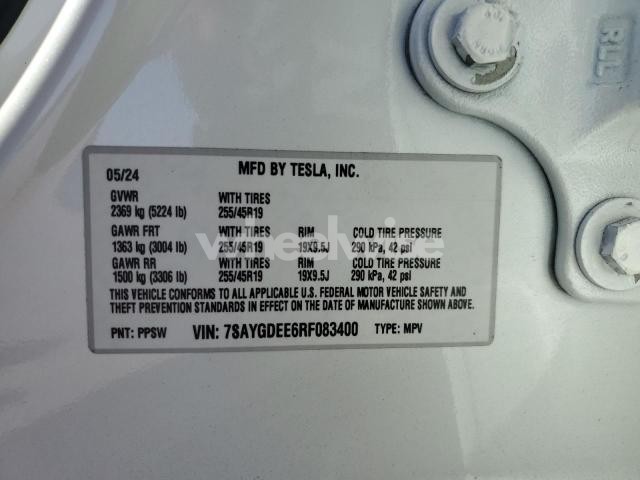 RLL
05/24 MFD BY TESLA, INC.
GVWR WITH TIRES
2369 kg (5224 lb) 255/45R19
GAWR FRT WITH TIRES RIM COLD TIRE PRESSURE
1363 kg (3004 lb) 255/45R19 19X9.5J 290 kPa, 42 psi
GAWR RR WITH TIRES RIM COLD TIRE PRESSURE
1500 kg (3306 lb) 255/45R19 19X9.5J 290 kPa, 42 psi
THIS VEHICLE CONFORMS TO ALL APPLICABLE U.S. FEDERAL MOTOR VEHICLE SAFETY AND
THEFT PREVENTION STANDARDS IN EFFECT ON THE DATE OF MANUFACTURE SHOWN ABOVE.
PNT: PPSW VIN: 7SAYGDEE6RF083400 TYPE: MPV